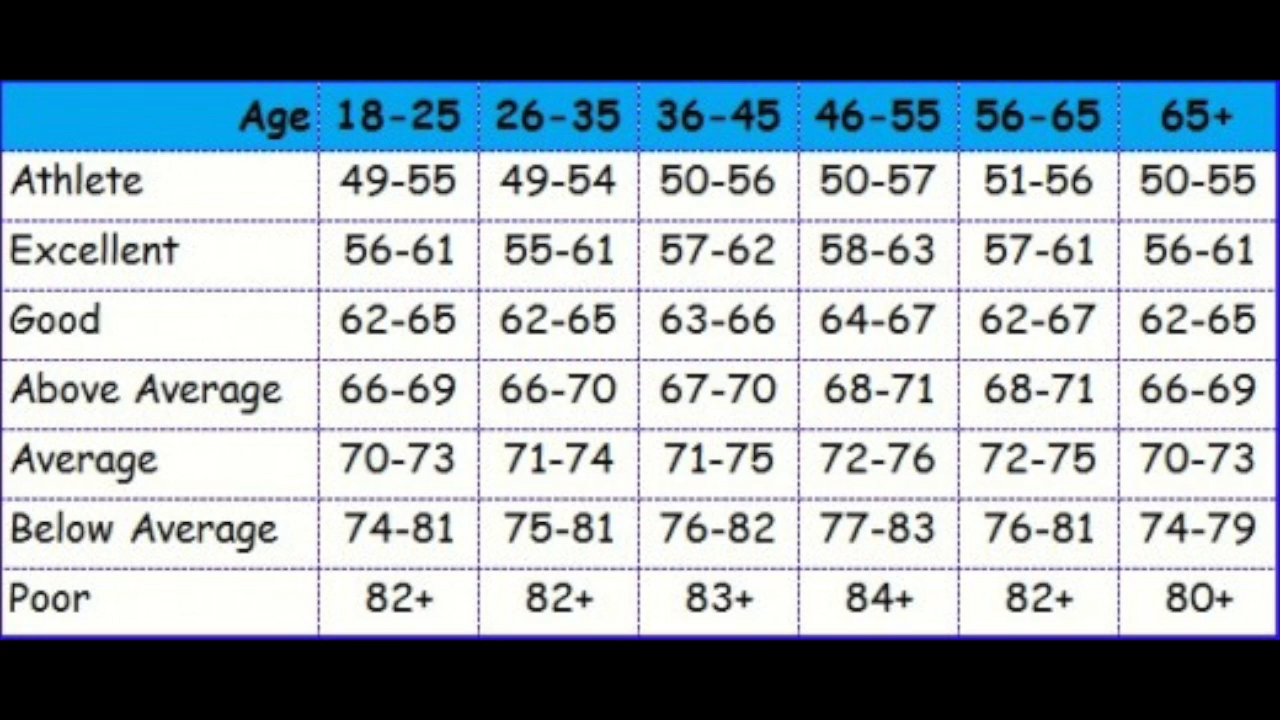 Age 18-25 26-35 36-45 46-55 56-65 65+
Athlete 49-55 49-54 50-56 50-57 51-56 50-55
Excellent 56-61 55-61 57-62 58-63 57-61 56-61
Good 62-65 62-65 63-66 64-67 62-67 62-65
Above Average 66-69 66-70 67-70 68-71 68-71 66-69
Average 70-73 71-74 71-75 72-76 72-75 70-73
Below Average 74-81 75-81 76-82 77-83 76-81 74-79
Poor 82+ 82+ 83+ 84+ 82+ 80+